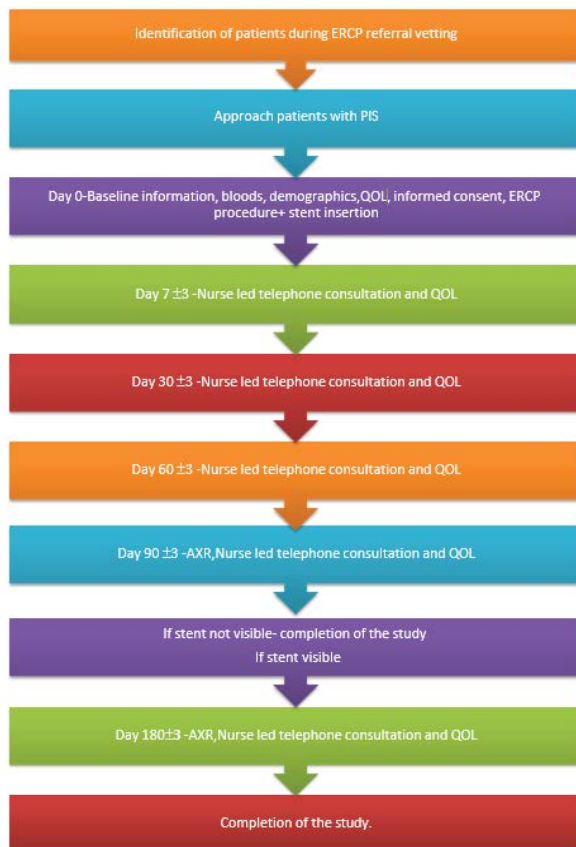 Identification of patients during ERCP referral vetting
Approach patients with PIS
Day 0-Baseline information, bloods, demographics,QOL, informed consent, ERCP
procedure+ stent insertion
Day 7 ±3 -Nurse led telephone consultation and QOL
Day 30 ±3 -Nurse led telephone consultation and QOL
Day 60 ±3 -Nurse led telephone consultation and QOL
Day 90 ±3 -AXR,Nurse led telephone consultation and QOL
If stent not visible- completion of the study
If stent visible
Day 180±3 -AXR,Nurse led telephone consultation and QOL
Completion of the study.